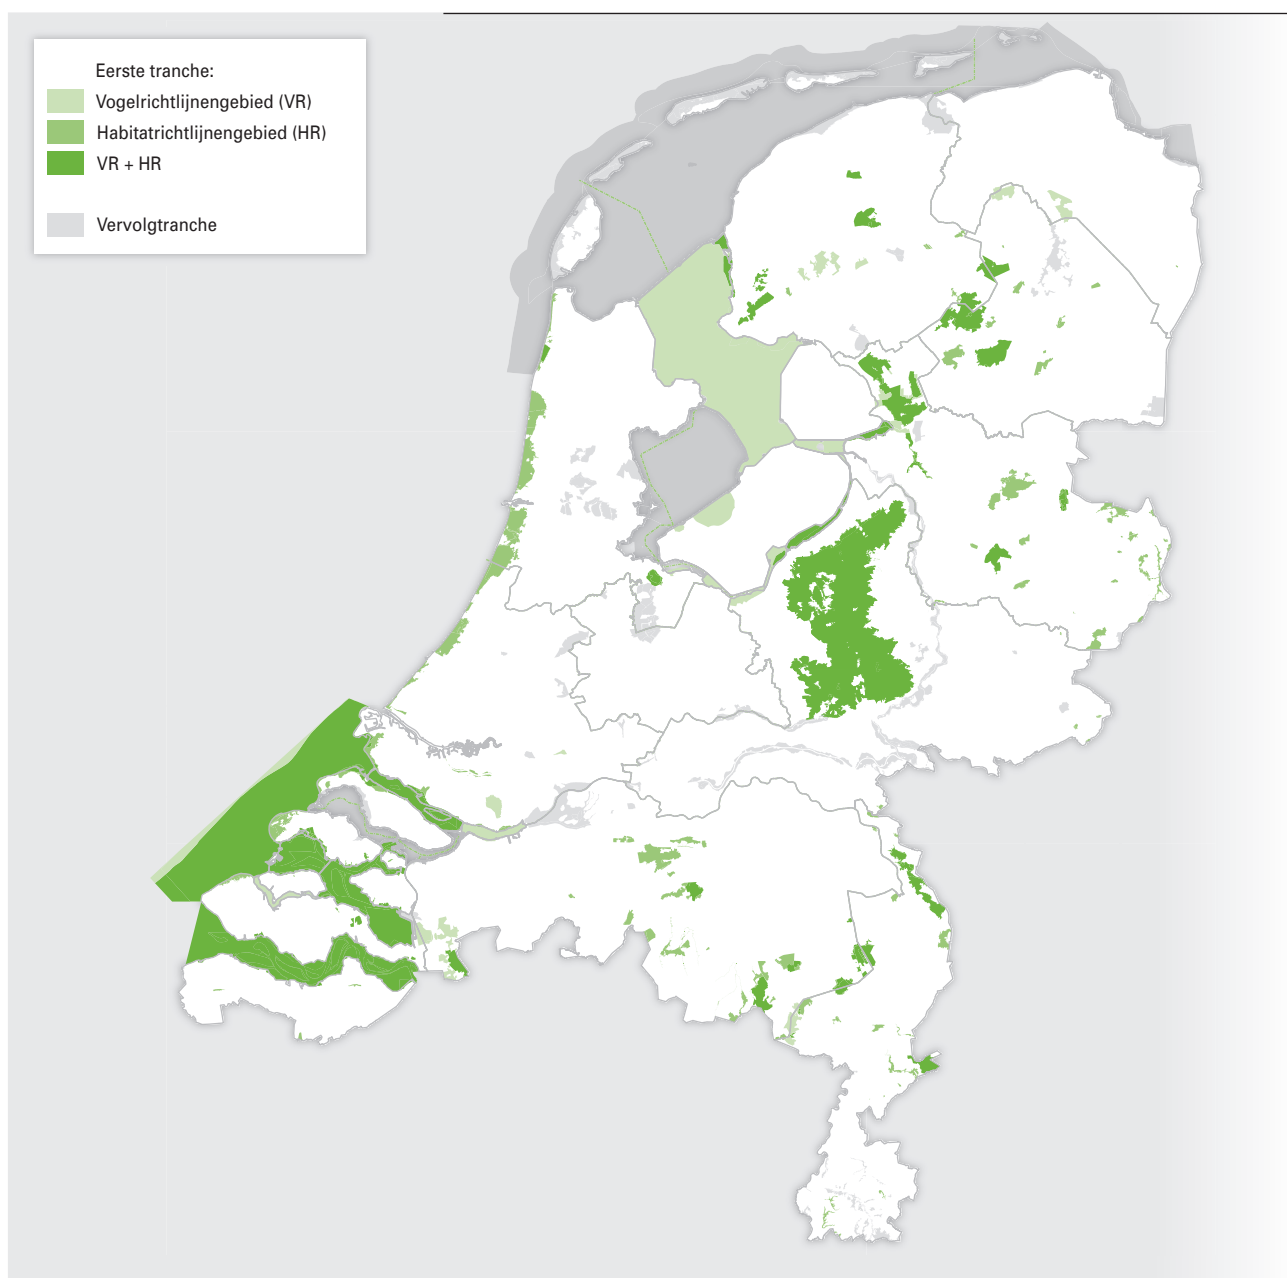 Eerste tranche:
Vogelrichtlijnengebied (VR)
Habitatrichtlijnengebied (HR)
VR + HR
Vervolgtranche